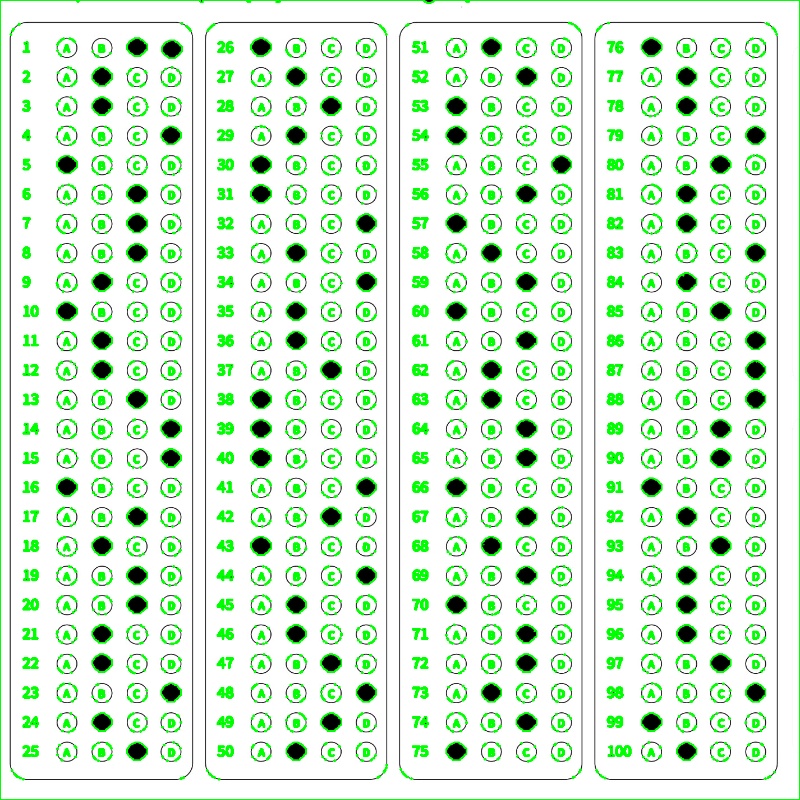 1 A B
2 A C D
3 A C D
4 A B C
5 B C D
6 A B D
7 A B D
8 A B D
9 A C D
10 B C D
11 A C D
12 A C D
13 A B D
14 A B C
15 A B C
16 B C D
17 A B D
18 A C D
19 A B D
20 A B D
21 A C D
22 A C D
23 A B C
24 A C D
25 A B D
26 B C D
27 A C D
28 A B D
29 A C D
30 B C D
31 B C D
32 A B C
33 A C D
34 A B C
35 A C D
36 A C D
37 A B D
38 B C D
39 B C D
40 B C D
41 A B C
42 A B D
43 B C D
44 A B C
45 A C D
46 A C D
47 A B D
48 A B C
49 A B D
50 A C D
51 A C D
52 A B D
53 B C D
54 B C D
55 A B C
56 A B D
57 B C D
58 A C D
59 A B D
60 B C D
61 A B D
62 A C D
63 A C D
64 A B D
65 A B D
66 B C D
67 A B D
68 A C D
69 A B D
70 B C D
71 A B D
72 A B D
73 A C D
74 A B D
75 B C D
76 B C D
77 A C D
78 A C D
79 A B C
80 A B D
81 A C D
82 A C D
83 A B C
84 A C D
85 A B D
86 A B C
87 A B C
88 A B C
89 A B D
90 A B D
91 B C D
92 A C D
93 A B D
94 A C D
95 A C D
96 A C D
97 A B D
98 A B C
99 B C D
100 A C D